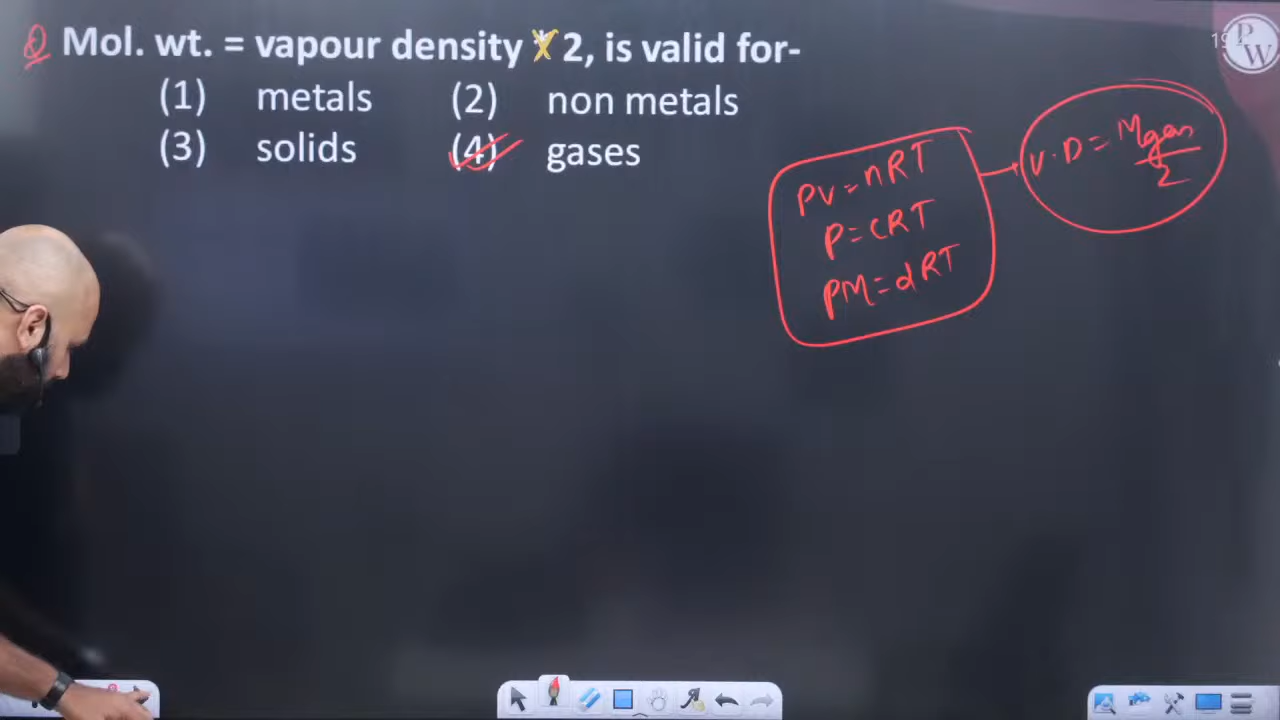 Q Mol. wt. = vapour density × 2, is valid for-
(1) metals (2) non metals
(3) solids (4) gases
PV = nRT
P = CRT
PM = dRT
V.D = Mgas/2
PW